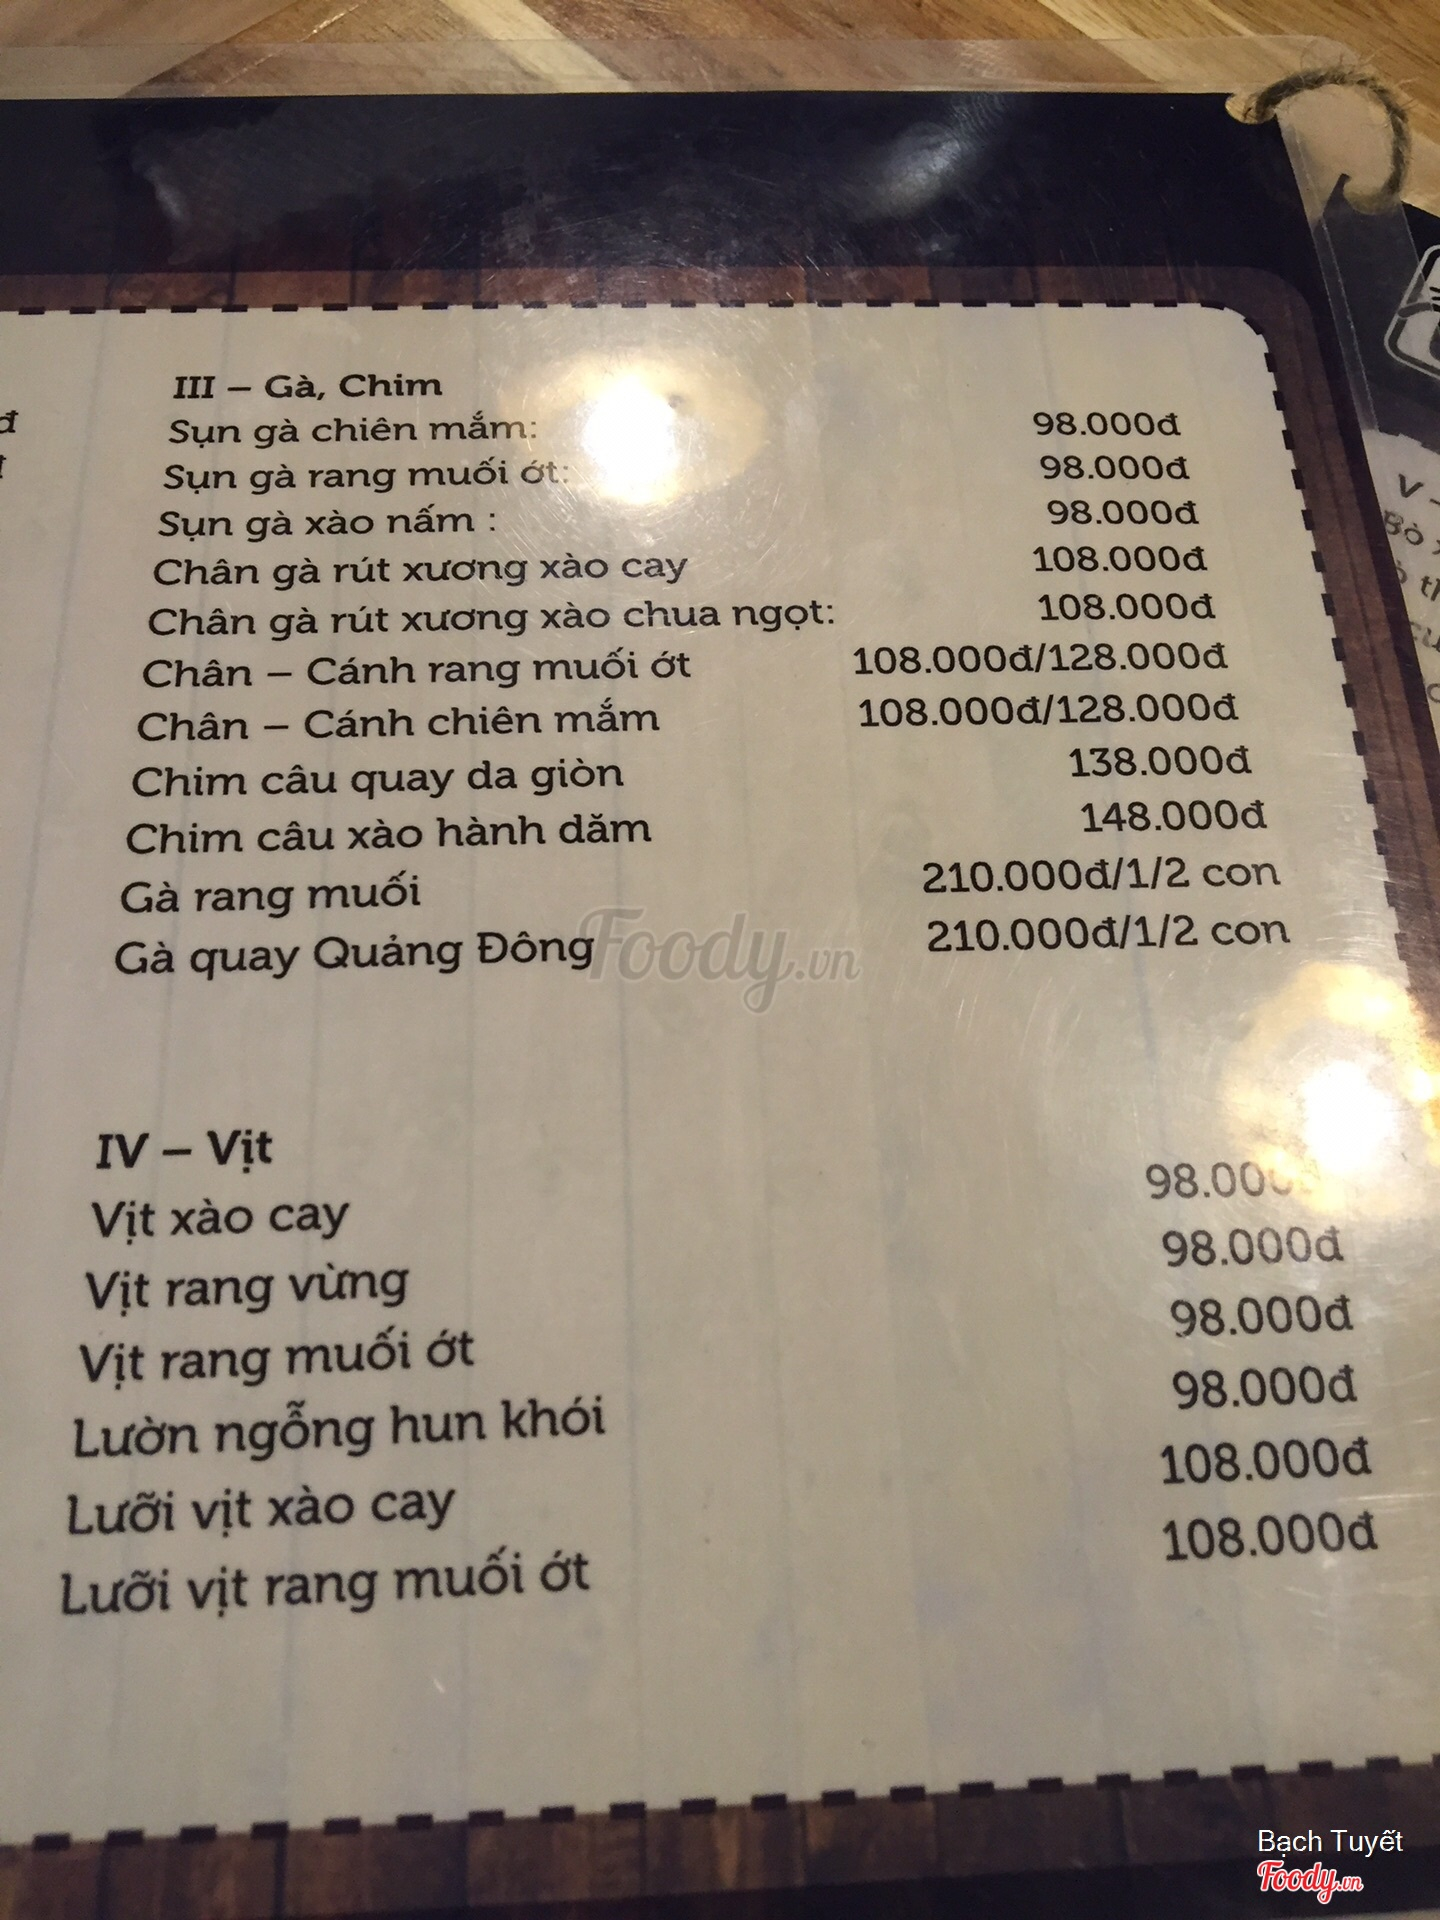 III – Gà, Chim
Sụn gà chiên mắm: 98.000đ
Sụn gà rang muối ớt: 98.000đ
Sụn gà xào nấm : 98.000đ
Chân gà rút xương xào cay 108.000đ
Chân gà rút xương xào chua ngọt: 108.000đ
Chân – Cánh rang muối ớt 108.000đ/128.000đ
Chân – Cánh chiên mắm 108.000đ/128.000đ
Chim câu quay da giòn 138.000đ
Chim câu xào hành dăm 148.000đ
Gà rang muối 210.000đ/1/2 con
Gà quay Quảng Đông 210.000đ/1/2 con
Foody.vn
IV – Vịt
Vịt xào cay
Vịt rang vừng 98.000đ
Vịt rang muối ớt 98.000đ
Lườn ngỗng hun khói 98.000đ
Lưỡi vịt xào cay 108.000đ
Lưỡi vịt rang muối ớt 108.000đ
V –
Bò
Bạch Tuyết
Foody.vn